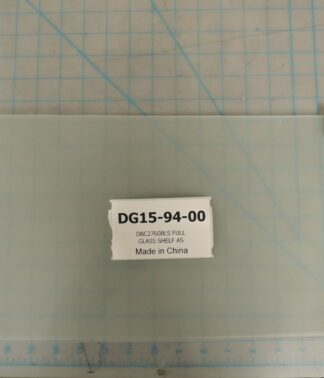 DG15-94-00
DBC2760BLS FULL
GLASS SHELF AS
Made in China